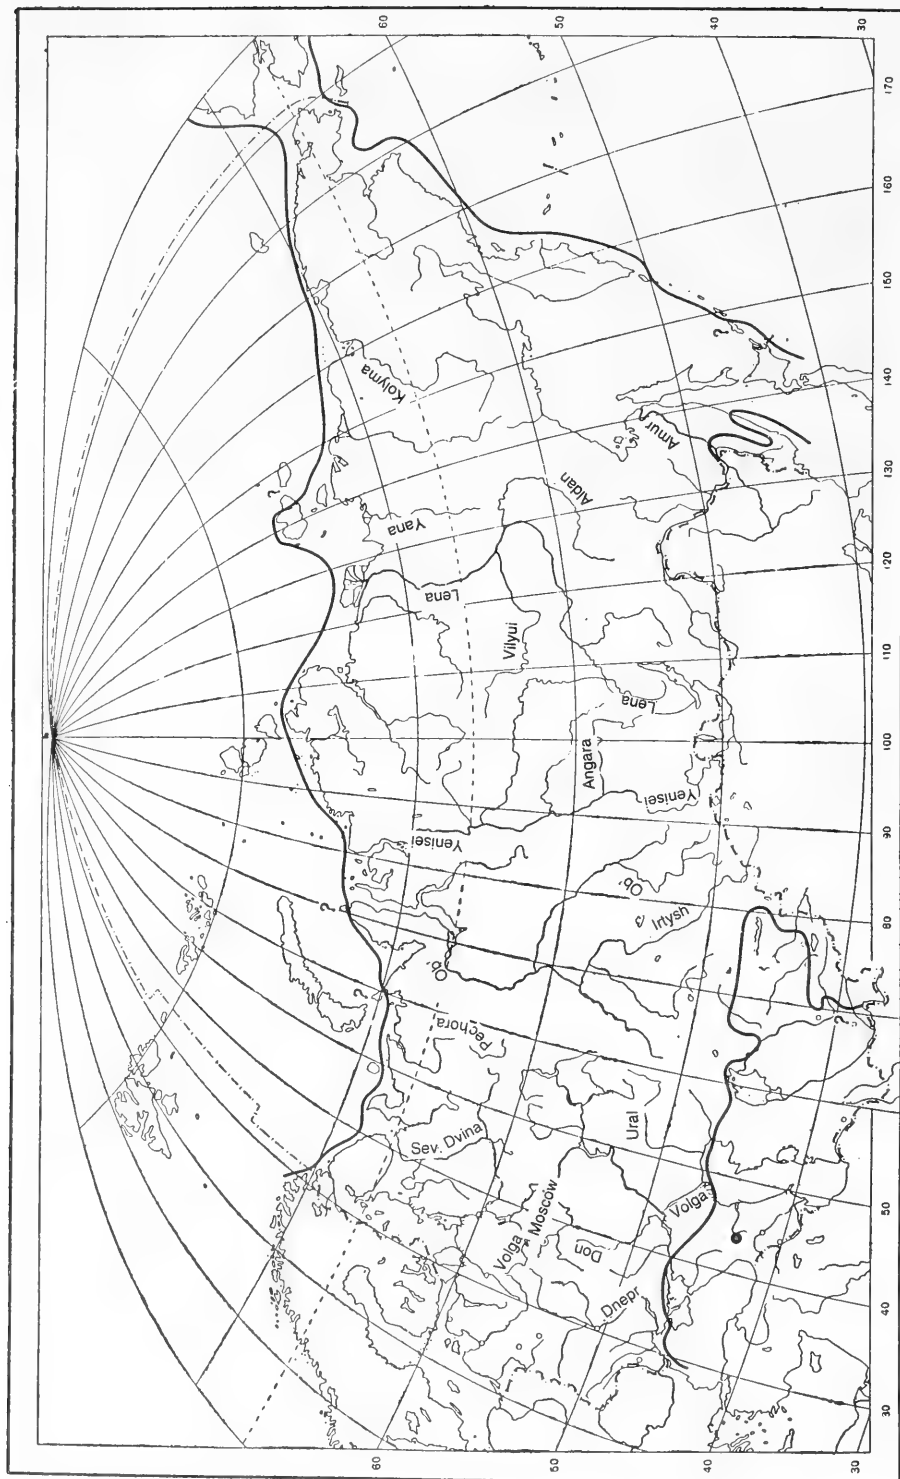 60
50
40
30
170
160
150
140
130
120
110
100
90
80
70
60
50
40
30
60
50
40
30
?
?
?
?
?
Kolyma
Yana
Lena
Aldan
Amur
Vilyui
Lena
Angara
Yenisei
Yenisei
Ob'
Ob'
Irtysh
Pechora
Sev. Dvina
Ural
Volga
Moscow
Volga
Don
Dnepr